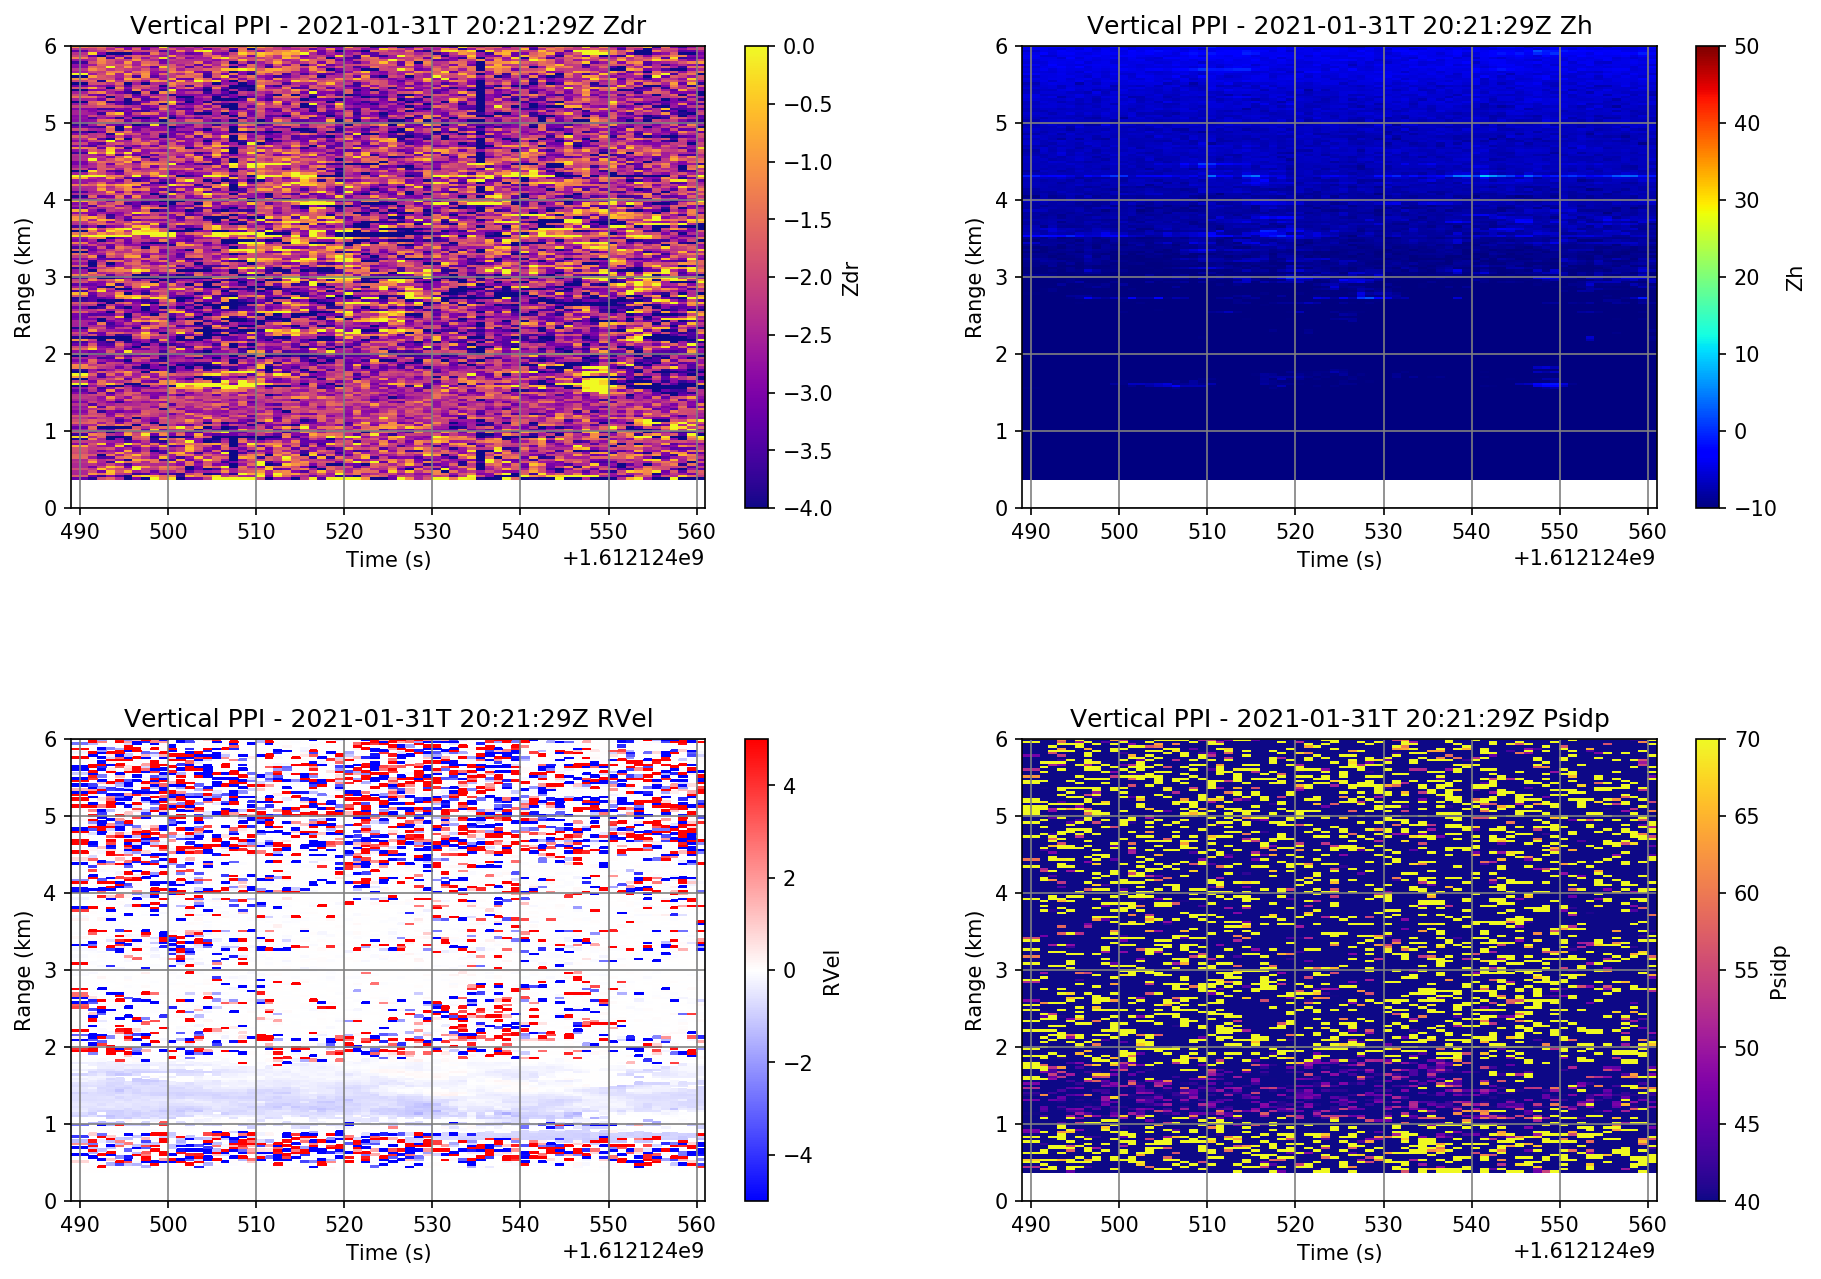 Vertical PPI - 2021-01-31T 20:21:29Z Zdr
6
5
4
3
2
1
0
Range (km)
490 500 510 520 530 540 550 560
Time (s)
+1.612124e9
0.0
−0.5
−1.0
−1.5
−2.0
−2.5
−3.0
−3.5
−4.0
Zdr
Vertical PPI - 2021-01-31T 20:21:29Z Zh
6
5
4
3
2
1
0
Range (km)
490 500 510 520 530 540 550 560
Time (s)
+1.612124e9
50
40
30
20
10
0
−10
Zh
Vertical PPI - 2021-01-31T 20:21:29Z RVel
6
5
4
3
2
1
0
Range (km)
490 500 510 520 530 540 550 560
Time (s)
+1.612124e9
4
2
0
−2
−4
RVel
Vertical PPI - 2021-01-31T 20:21:29Z Psidp
6
5
4
3
2
1
0
Range (km)
490 500 510 520 530 540 550 560
Time (s)
+1.612124e9
70
65
60
55
50
45
40
Psidp